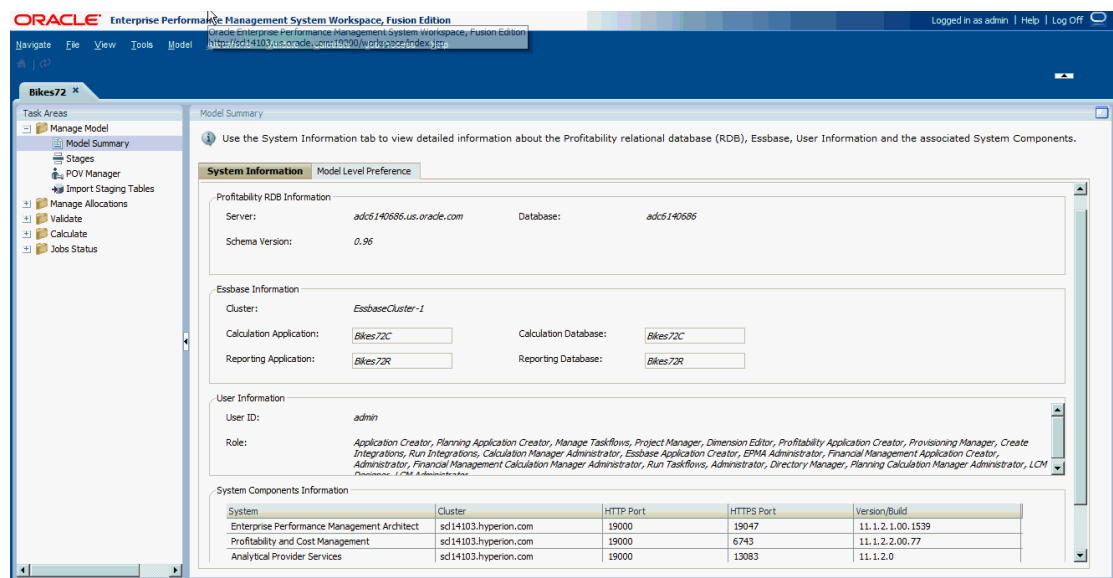 ORACLE® Enterprise Performance Management System Workspace, Fusion Edition
Logged in as admin | Help | Log Off
Oracle Enterprise Performance Management System Workspace, Fusion Edition
Navigate File View Tools Model
Bikes72 ×
Task Areas
Manage Model
Model Summary
Stages
POV Manager
Import Staging Tables
Manage Allocations
Validate
Calculate
Jobs Status
Model Summary
Use the System Information tab to view detailed information about the Profitability relational database (RDB), Essbase, User Information and the associated System Components.
System Information Model Level Preference
Profitability RDB Information
Server: adc6140686.us.oracle.com Database: adc6140686
Schema Version: 0.96
Essbase Information
Cluster: EssbaseCluster-1
Calculation Application: Bikes72C Calculation Database: Bikes72C
Reporting Application: Bikes72R Reporting Database: Bikes72R
User Information
User ID: admin
Role: Application Creator, Planning Application Creator, Manage Taskflows, Project Manager, Dimension Editor, Profitability Application Creator, Provisioning Manager, Create
Integrations, Run Integrations, Calculation Manager Administrator, Essbase Application Creator, EPMA Administrator, Financial Management Application Creator,
Administrator, Financial Management Calculation Manager Administrator, Run Taskflows, Administrator, Directory Manager, Planning Calculation Manager Administrator, LCM
Designer, LCM Administrator
System Components Information
System Cluster HTTP Port HTTPS Port Version/Build
Enterprise Performance Management Architect sd14103.hyperion.com 19000 19047 11.1.2.1.00.1539
Profitability and Cost Management sd14103.hyperion.com 19000 6743 11.1.2.2.00.77
Analytical Provider Services sd14103.hyperion.com 19000 13083 11.1.2.0